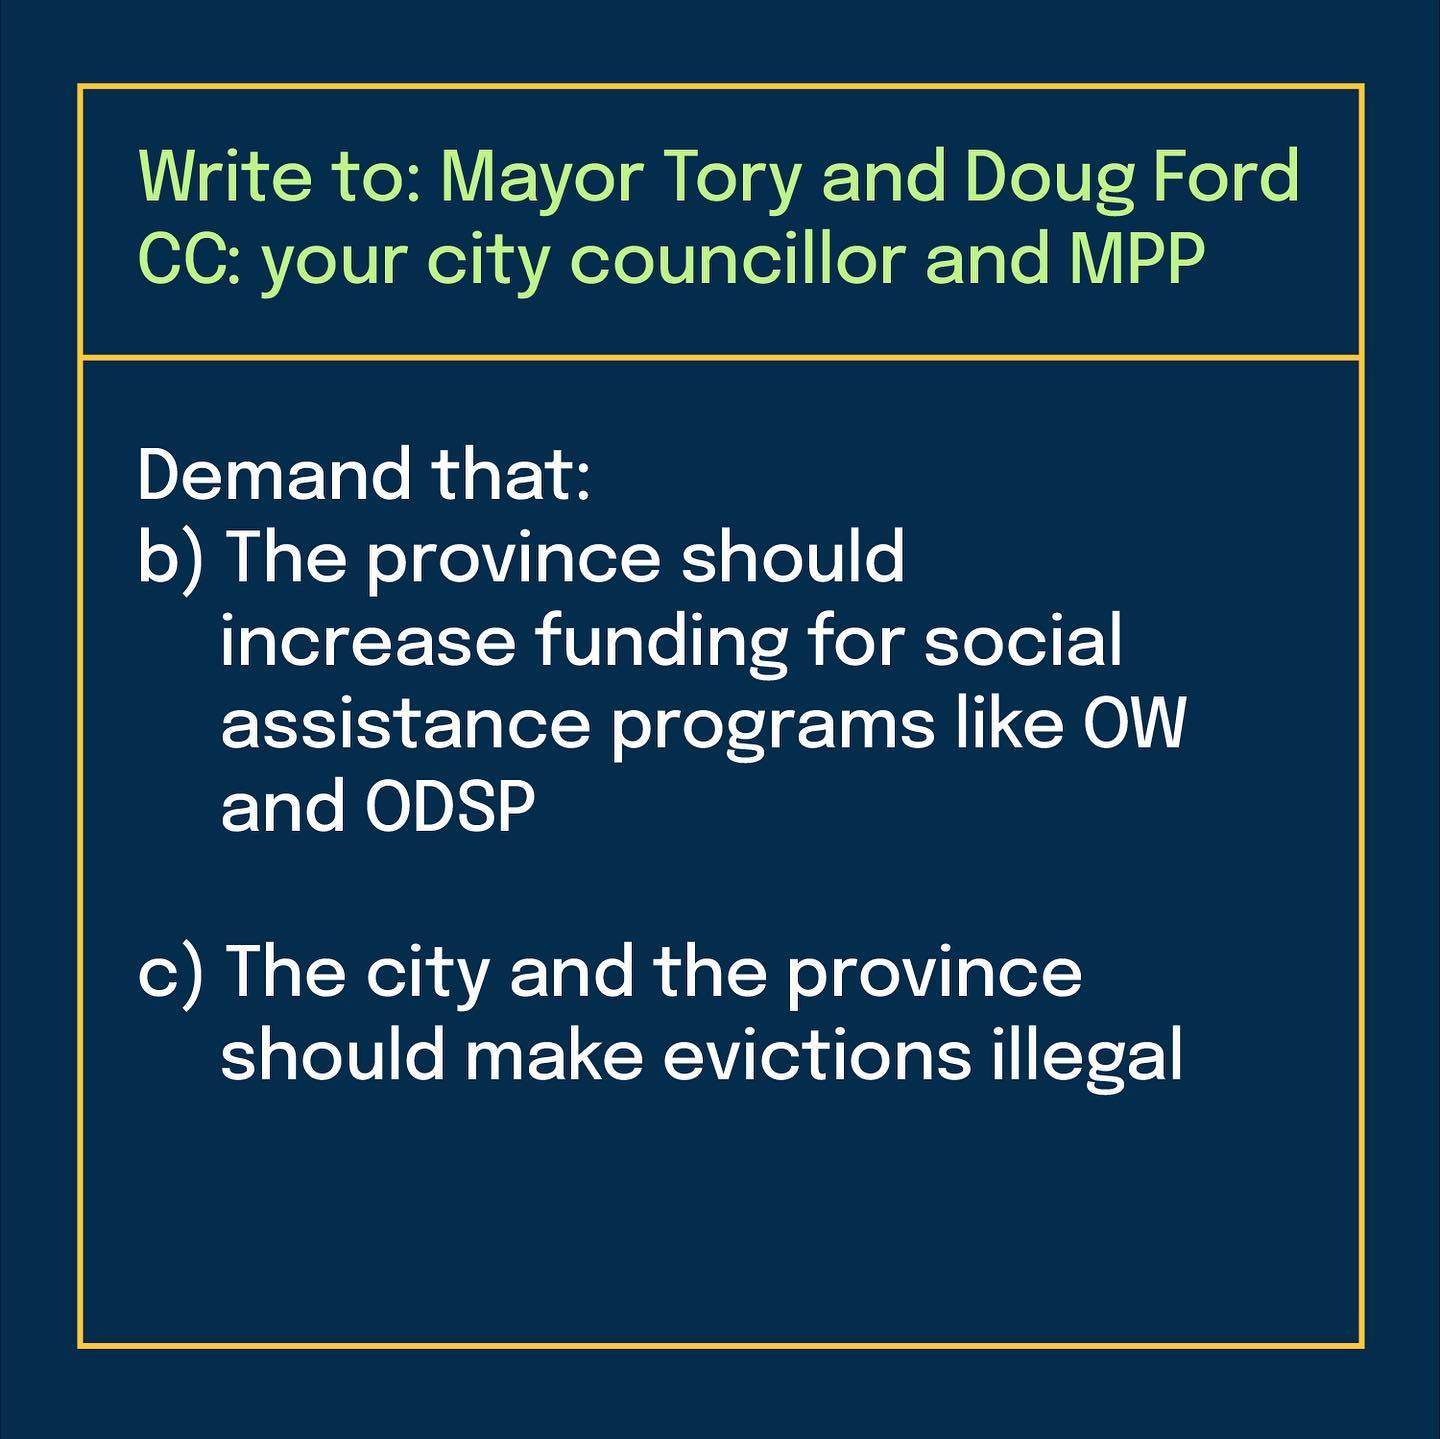 Write to: Mayor Tory and Doug Ford
CC: your city councillor and MPP
Demand that:
b) The province should
increase funding for social
assistance programs like OW
and ODSP
c) The city and the province
should make evictions illegal